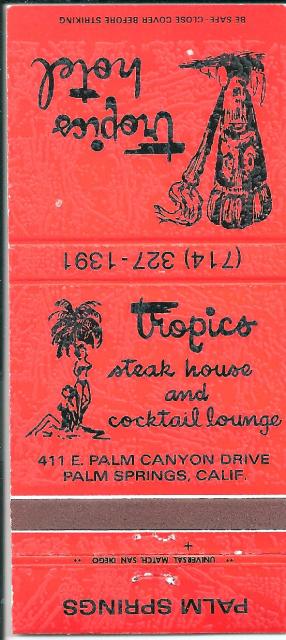 BE SAFE-CLOSE COVER BEFORE STRIKING
tropics
hotel
(714) 327-1391
tropics
steak house
and
cocktail lounge
411 E. PALM CANYON DRIVE
PALM SPRINGS, CALIF.
** UNIVERSAL MATCH, SAN DIEGO **
PALM SPRINGS